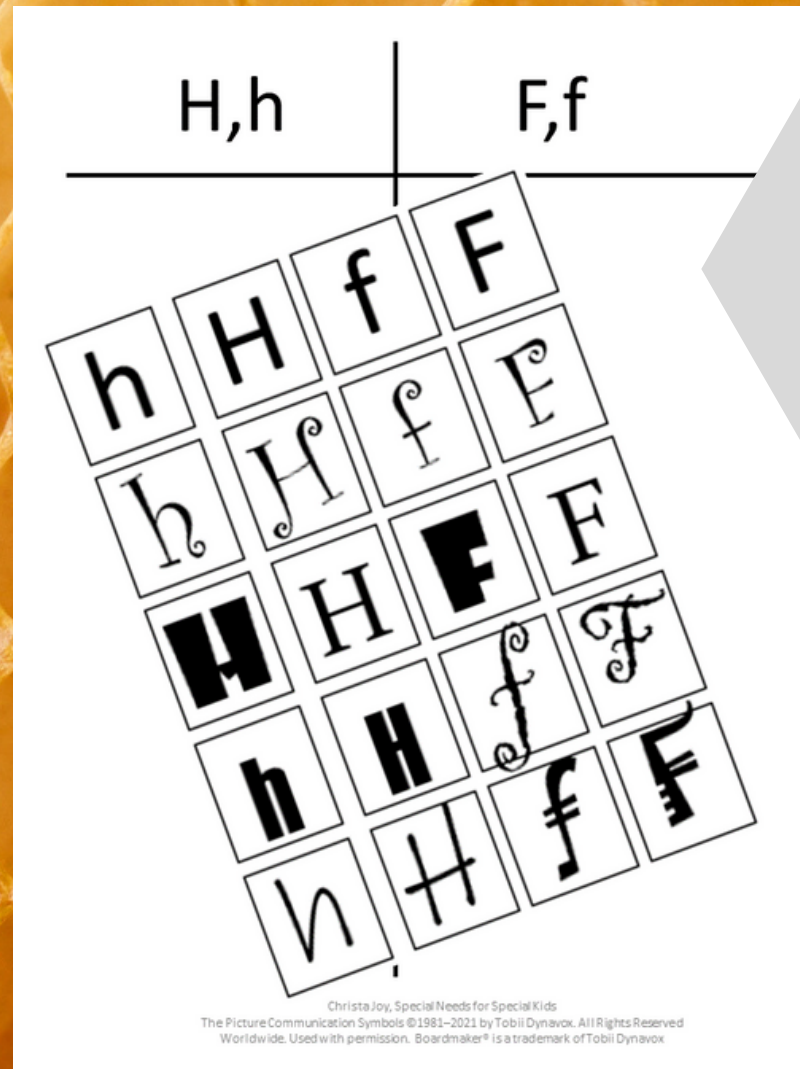 H,h F,f
h H f F
h H f F
H H F F
h H f F
h H f F
Christa Joy, Special Needs for Special Kids
The Picture Communication Symbols ©1981–2021 by Tobii Dynavox. All Rights Reserved
Worldwide. Used with permission. Boardmaker® is a trademark of Tobii Dynavox